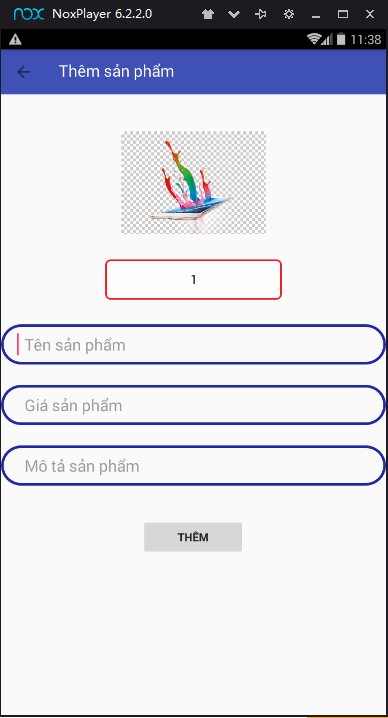 nox NoxPlayer 6.2.2.0
11:38
Thêm sản phẩm
1
Tên sản phẩm
Giá sản phẩm
Mô tả sản phẩm
THÊM